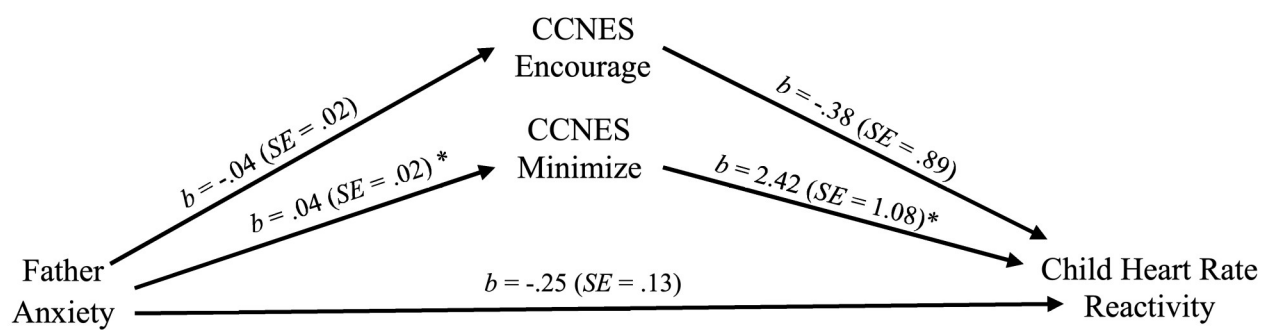 CCNES
Encourage
b = -.04 (SE = .02)
b = -.38 (SE = .89)
CCNES
Minimize
b = .04 (SE = .02) *
b = 2.42 (SE = 1.08)*
Father
Anxiety
b = -.25 (SE = .13)
Child Heart Rate
Reactivity